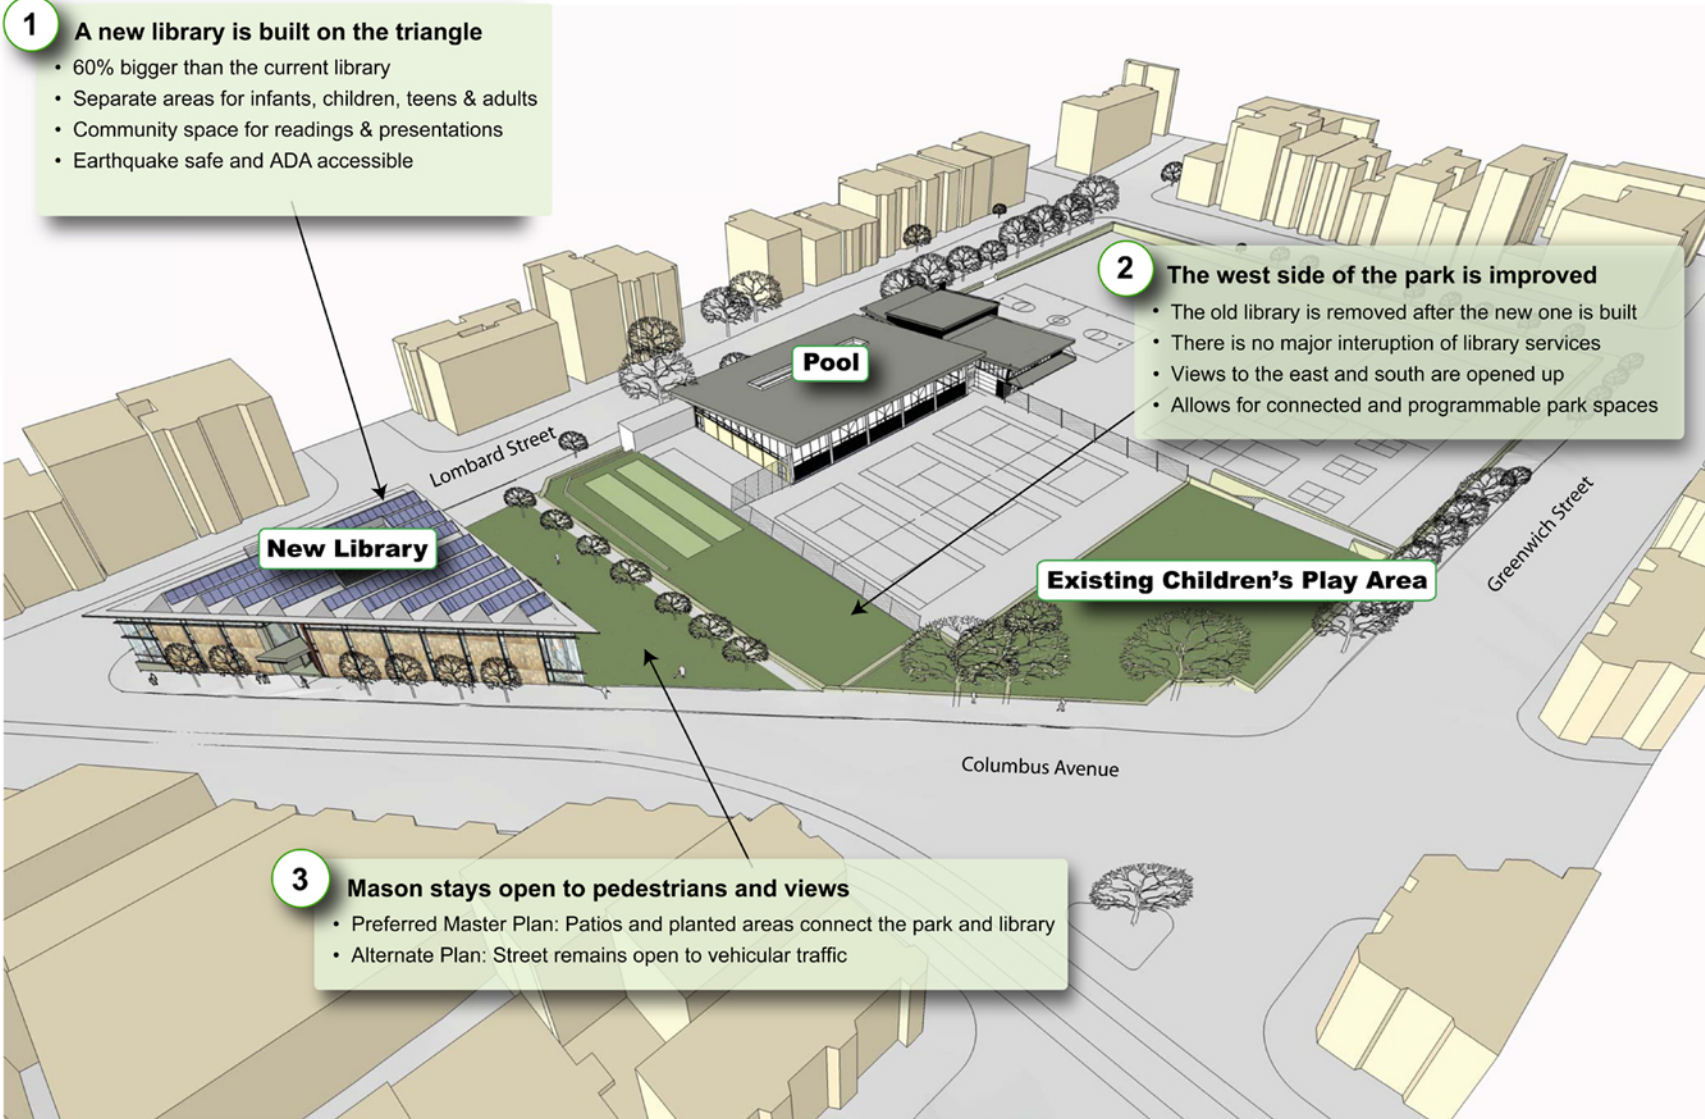 1
A new library is built on the triangle
• 60% bigger than the current library
• Separate areas for infants, children, teens & adults
• Community space for readings & presentations
• Earthquake safe and ADA accessible
2
The west side of the park is improved
• The old library is removed after the new one is built
• There is no major interuption of library services
• Views to the east and south are opened up
• Allows for connected and programmable park spaces
Pool
Lombard Street
New Library
Existing Children's Play Area
Greenwich Street
Columbus Avenue
3
Mason stays open to pedestrians and views
• Preferred Master Plan: Patios and planted areas connect the park and library
• Alternate Plan: Street remains open to vehicular traffic